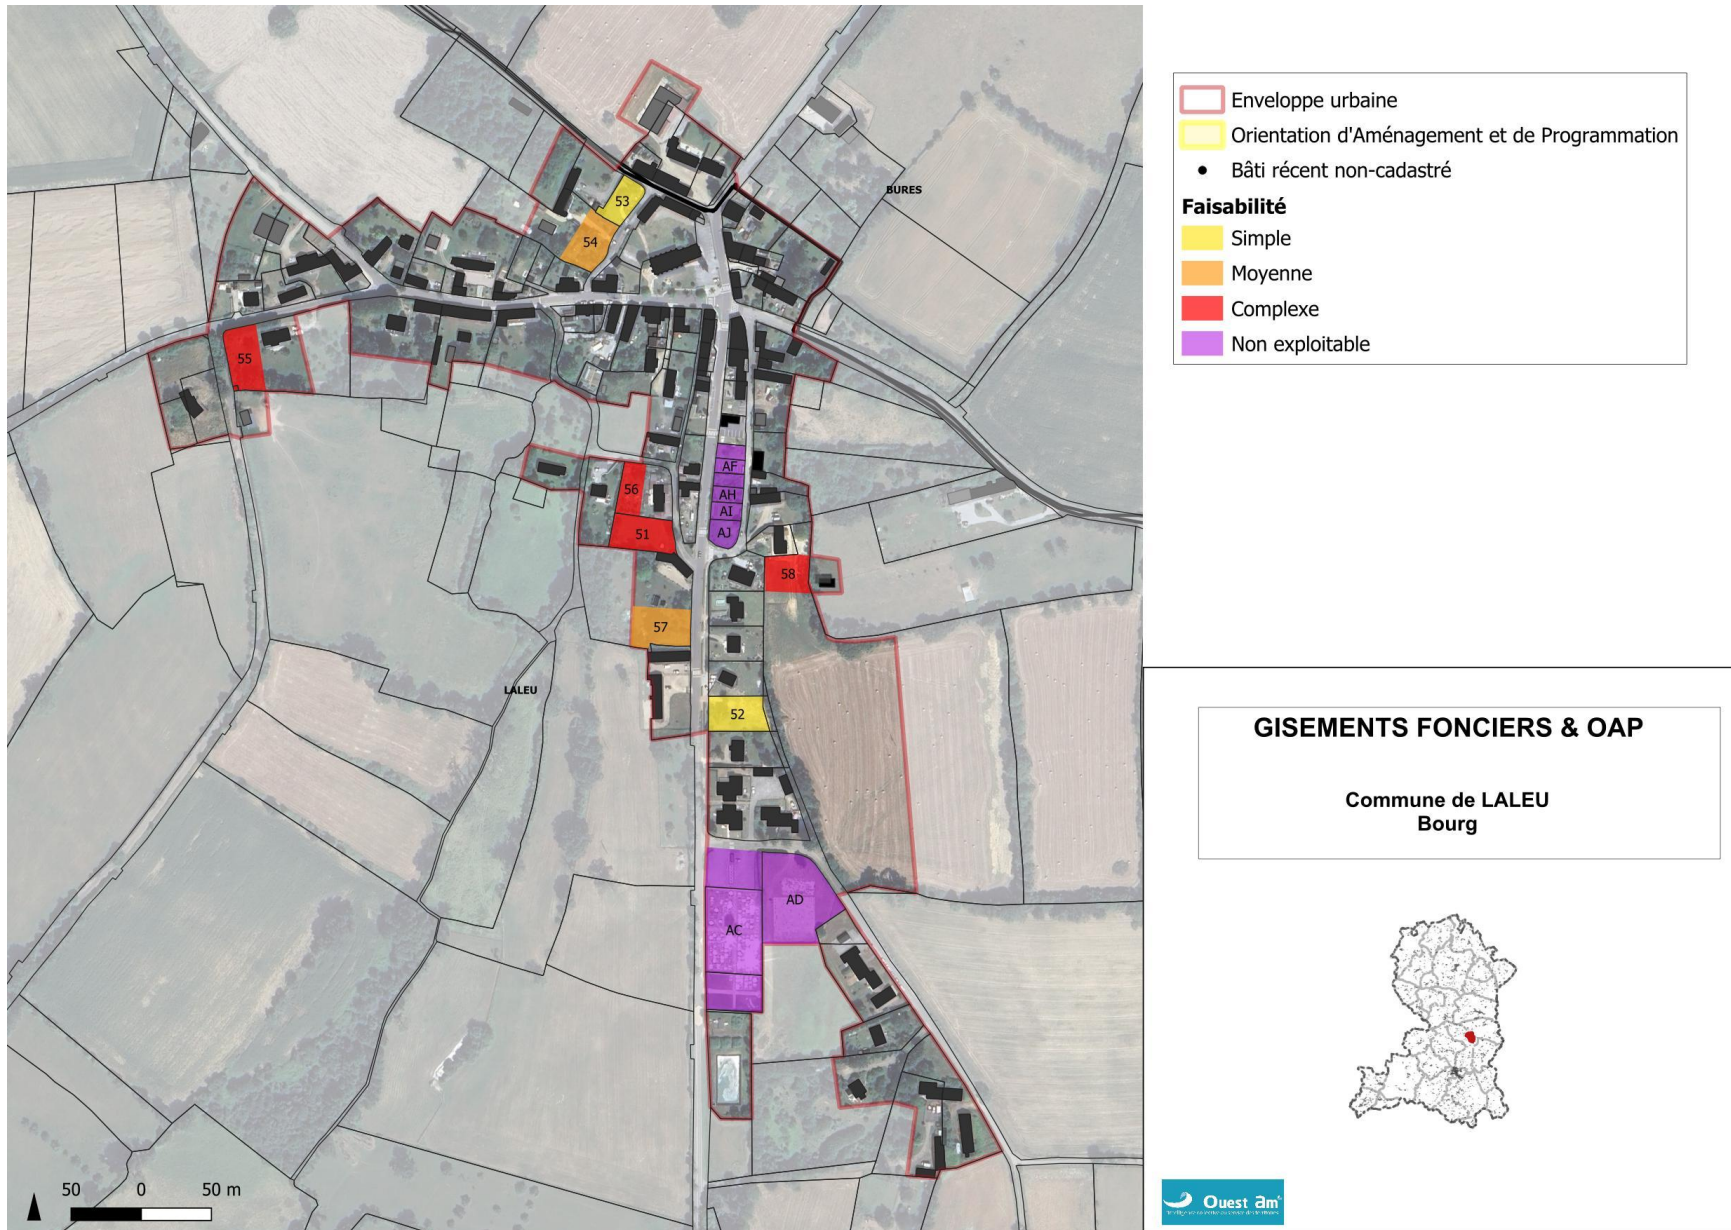 BURES
53
54
55
AF
56
AH
AI
51
AJ
58
57
LALEU
52
AD
AC
50 0 50 m
Enveloppe urbaine
Orientation d'Aménagement et de Programmation
Bâti récent non-cadastré
Faisabilité
Simple
Moyenne
Complexe
Non exploitable
GISEMENTS FONCIERS & OAP
Commune de LALEU
Bourg
Ouest am'